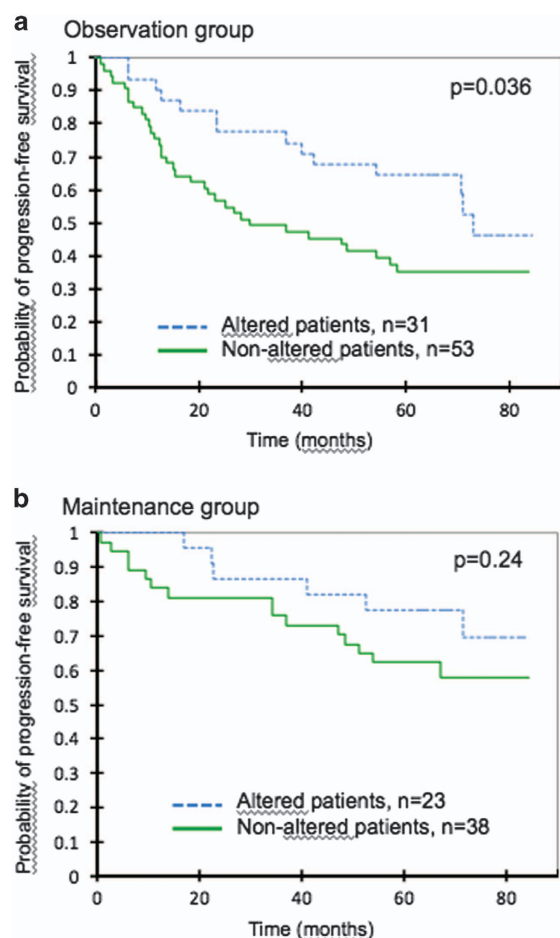 a
Observation group
Probability of progression-free survival
1
0.9
0.8
0.7
0.6
0.5
0.4
0.3
0.2
0.1
0
p=0.036
Altered patients, n=31
Non-altered patients, n=53
0 20 40 60 80
Time (months)
b
Maintenance group
Probability of progression-free survival
1
0.9
0.8
0.7
0.6
0.5
0.4
0.3
0.2
0.1
0
p=0.24
Altered patients, n=23
Non-altered patients, n=38
0 20 40 60 80
Time (months)